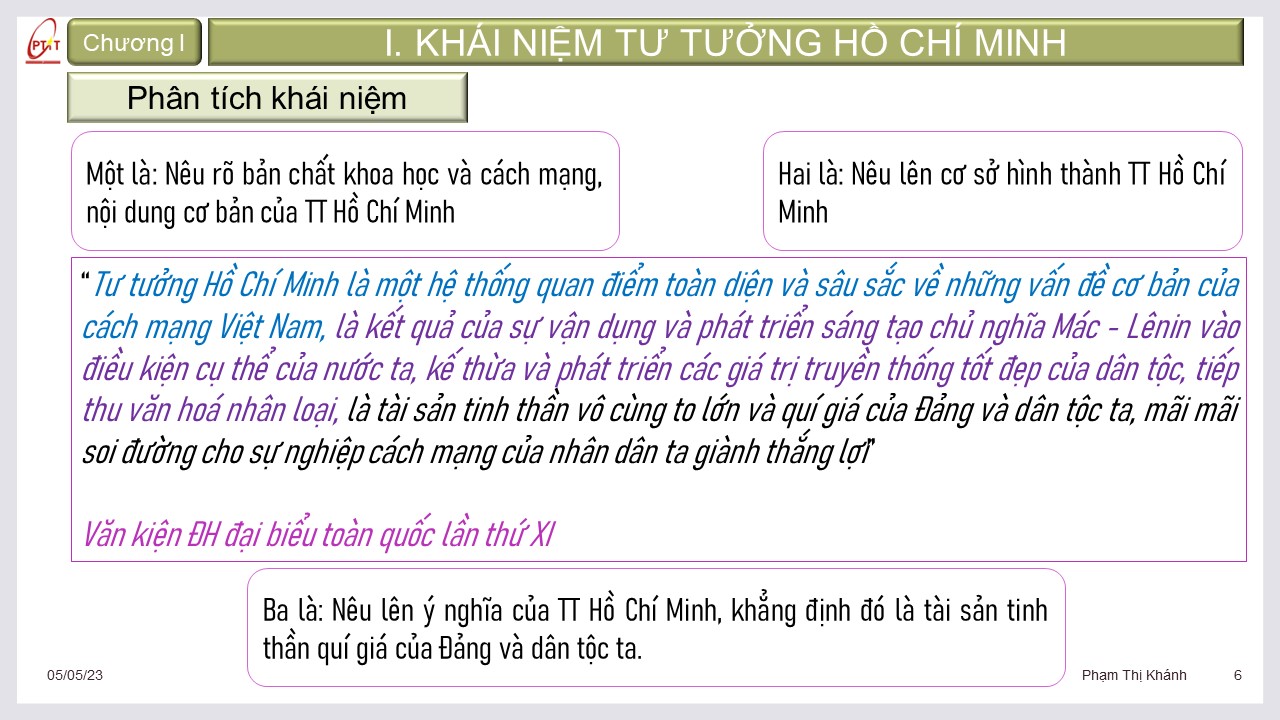 PTIT
Chương I
I. KHÁI NIỆM TƯ TƯỞNG HỒ CHÍ MINH
Phân tích khái niệm
Một là: Nêu rõ bản chất khoa học và cách mạng,
nội dung cơ bản của TT Hồ Chí Minh
Hai là: Nêu lên cơ sở hình thành TT Hồ Chí
Minh
“Tư tưởng Hồ Chí Minh là một hệ thống quan điểm toàn diện và sâu sắc về những vấn đề cơ bản của
cách mạng Việt Nam, là kết quả của sự vận dụng và phát triển sáng tạo chủ nghĩa Mác - Lênin vào
điều kiện cụ thể của nước ta, kế thừa và phát triển các giá trị truyền thống tốt đẹp của dân tộc, tiếp
thu văn hoá nhân loại, là tài sản tinh thần vô cùng to lớn và quí giá của Đảng và dân tộc ta, mãi mãi
soi đường cho sự nghiệp cách mạng của nhân dân ta giành thắng lợi”
Văn kiện ĐH đại biểu toàn quốc lần thứ XI
Ba là: Nêu lên ý nghĩa của TT Hồ Chí Minh, khẳng định đó là tài sản tinh
thần quí giá của Đảng và dân tộc ta.
05/05/23
Phạm Thị Khánh
6